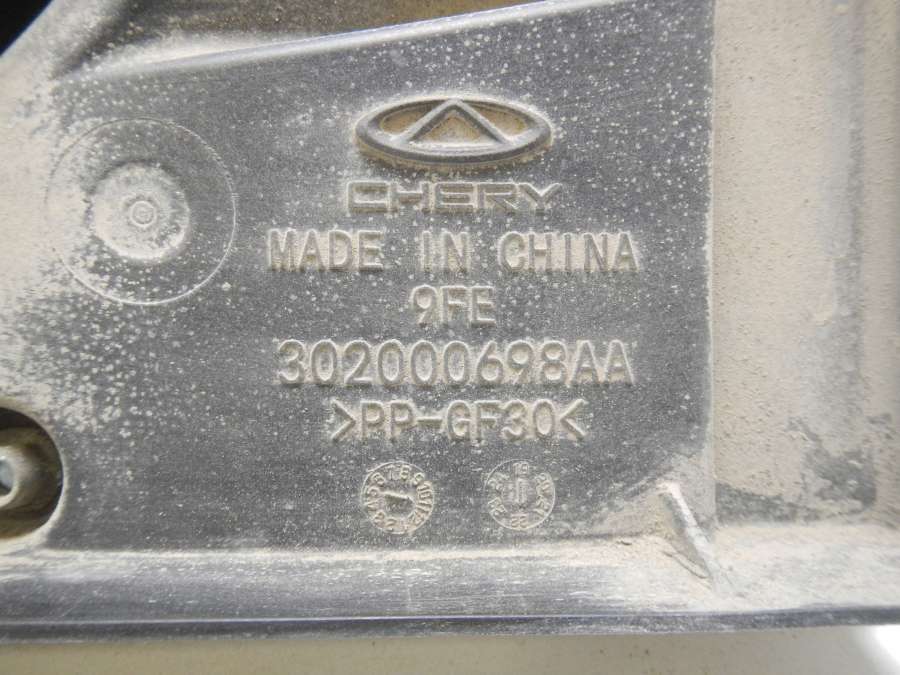 CHERY
MADE IN CHINA
9FE
302000698AA
>PP-GF30<